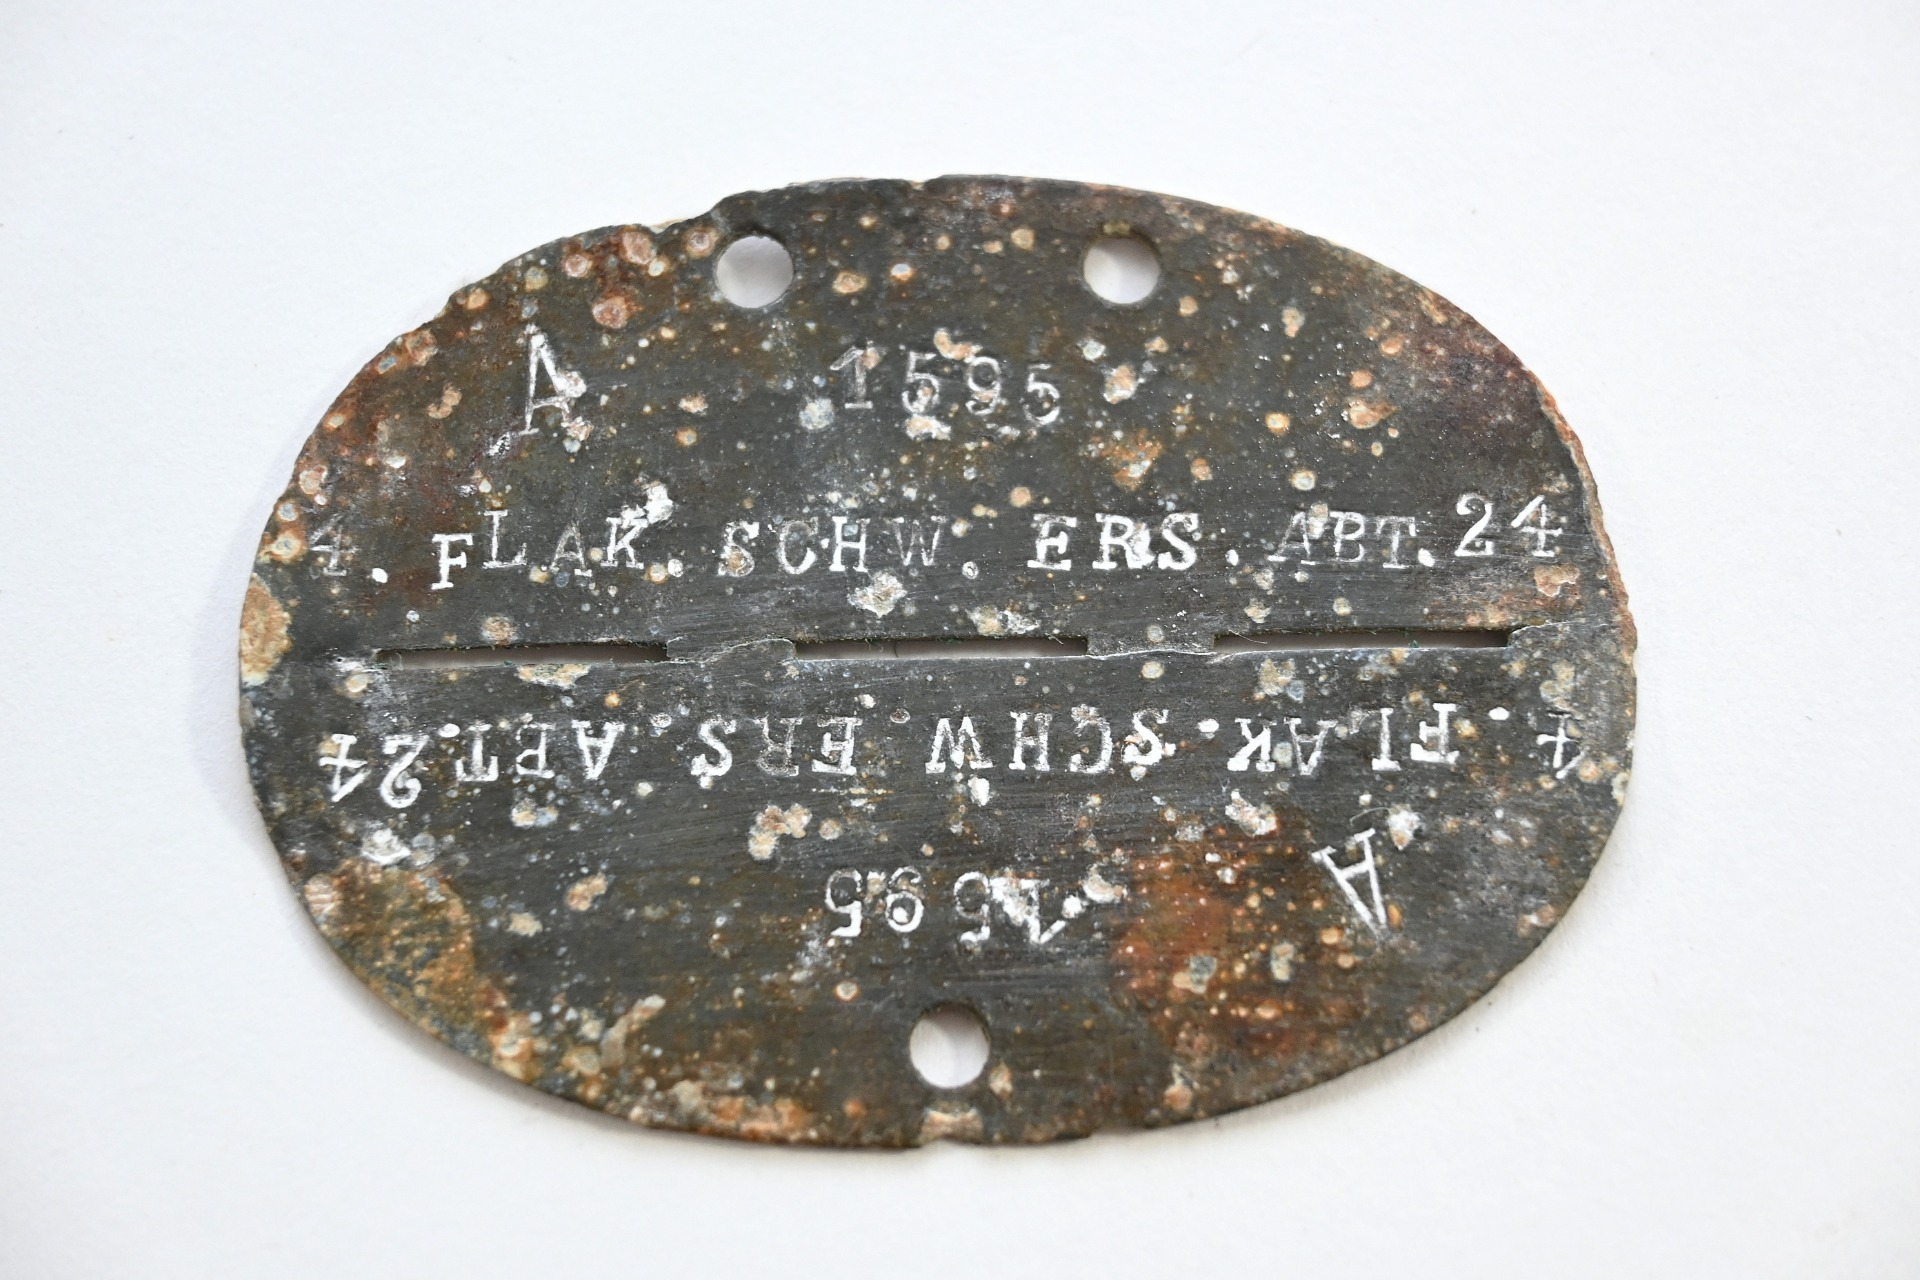 A 1595
4. FLAK. SCHW. ERS. ABT. 24
4. FLAK. SCHW. ERS. ABT. 24
A 1595